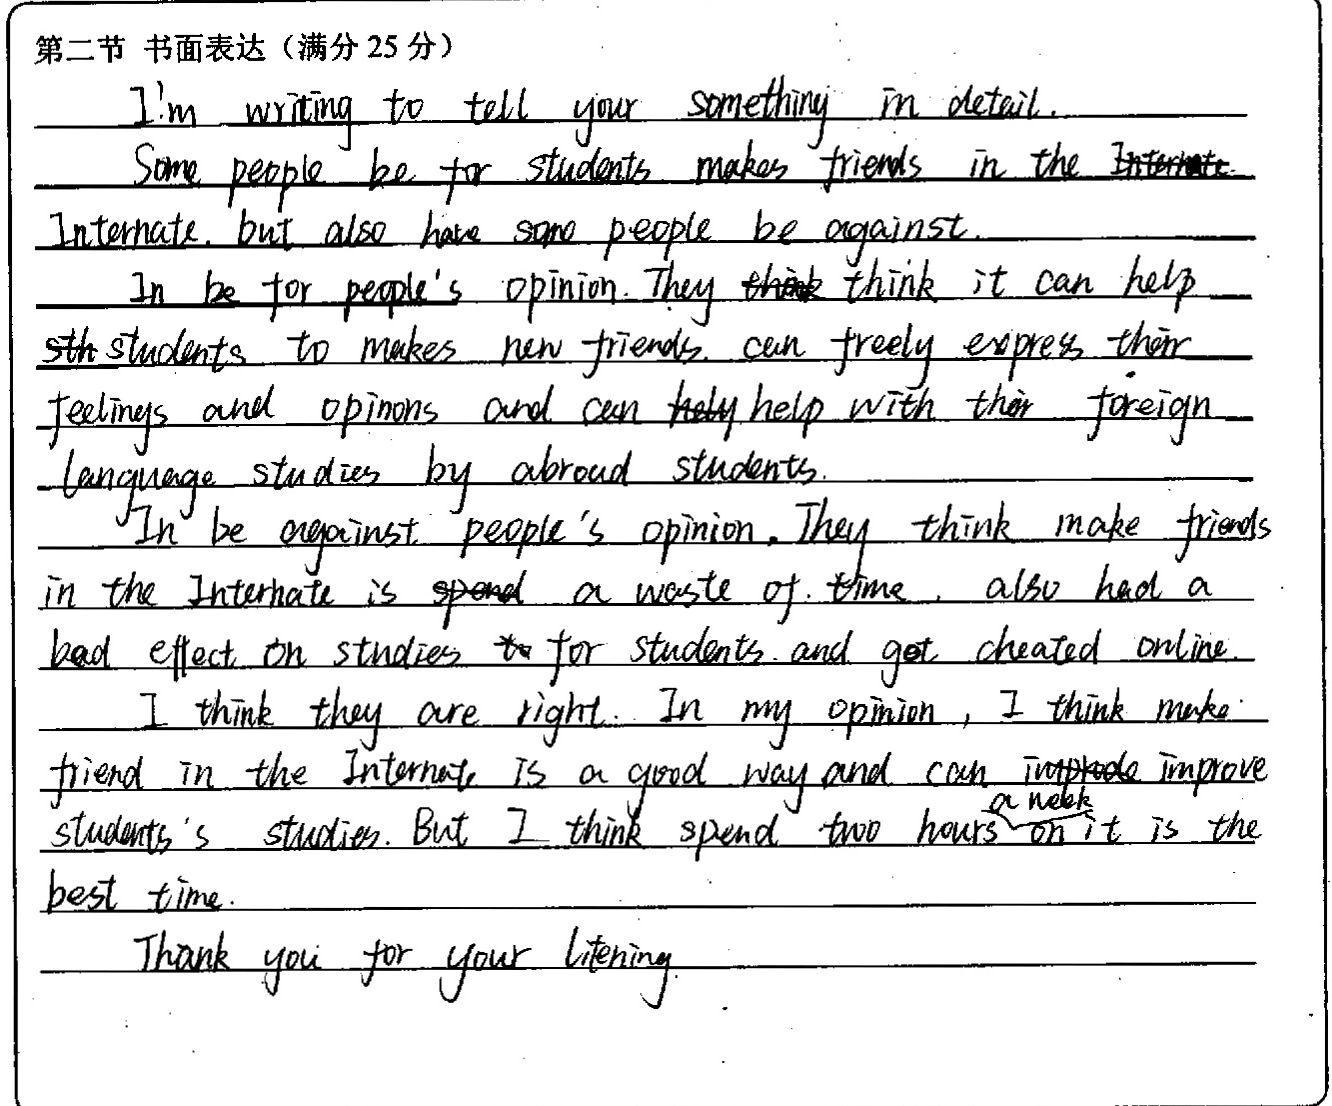 第二节 书面表达（满分 25 分）
I'm writing to tell your something in detail.
Some people be for students makes friends in the Internate
Internate. but also have some people be against.
In be for people's opinion. They think think it can help
sth students to makes new friends. can freely express their
feelings and opinons and can hely help with their foreign
language studies by abroad students.
In be against people's opinion. They think make friends
in the Internate is spend a waste of time. also had a
bad effect on studies to for students and get cheated online.
I think they are right. In my opinion, I think make
friend in the Internate is a good way and can improve
students's studies. But I think spend two hours a week on it is the
best time.
Thank you for your litening.